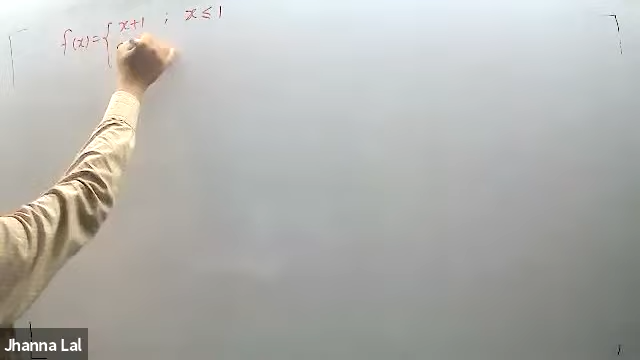 f(x) = { x+1 ; x ≤ 1
Jhanna Lal